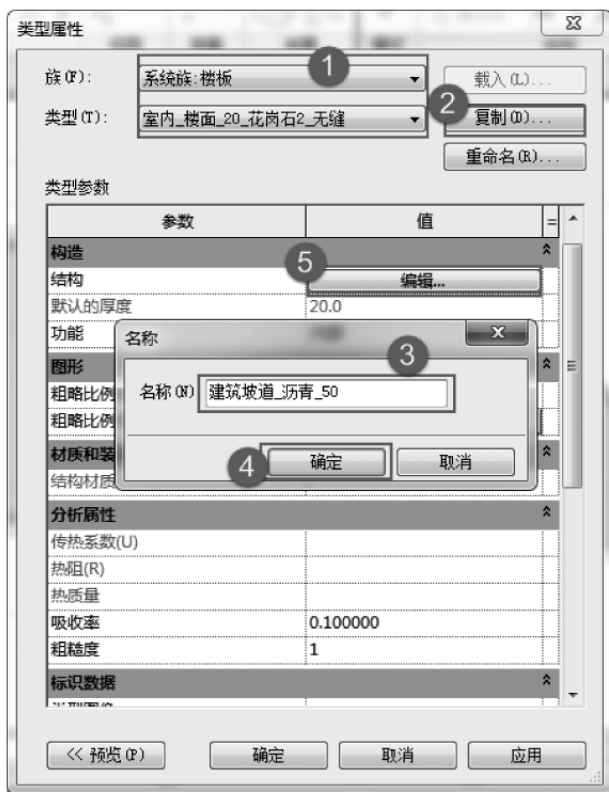 类型属性
族(F): 系统族:楼板 1 载入(L)...
类型(T): 室内_楼面_20_花岗石2_无缝 2 复制(D)...
重命名(R)...
类型参数
参数 值 =
构造
结构 5 编辑...
默认的厚度 20.0
功能
名称
3
图形
粗略比例
名称(N) 建筑坡道_沥青_50
粗略比例
材质和装
4 确定 取消
结构材质
分析属性
传热系数(U)
热阻(R)
热质量
吸收率 0.100000
粗糙度 1
标识数据
<< 预览(P) 确定 取消 应用